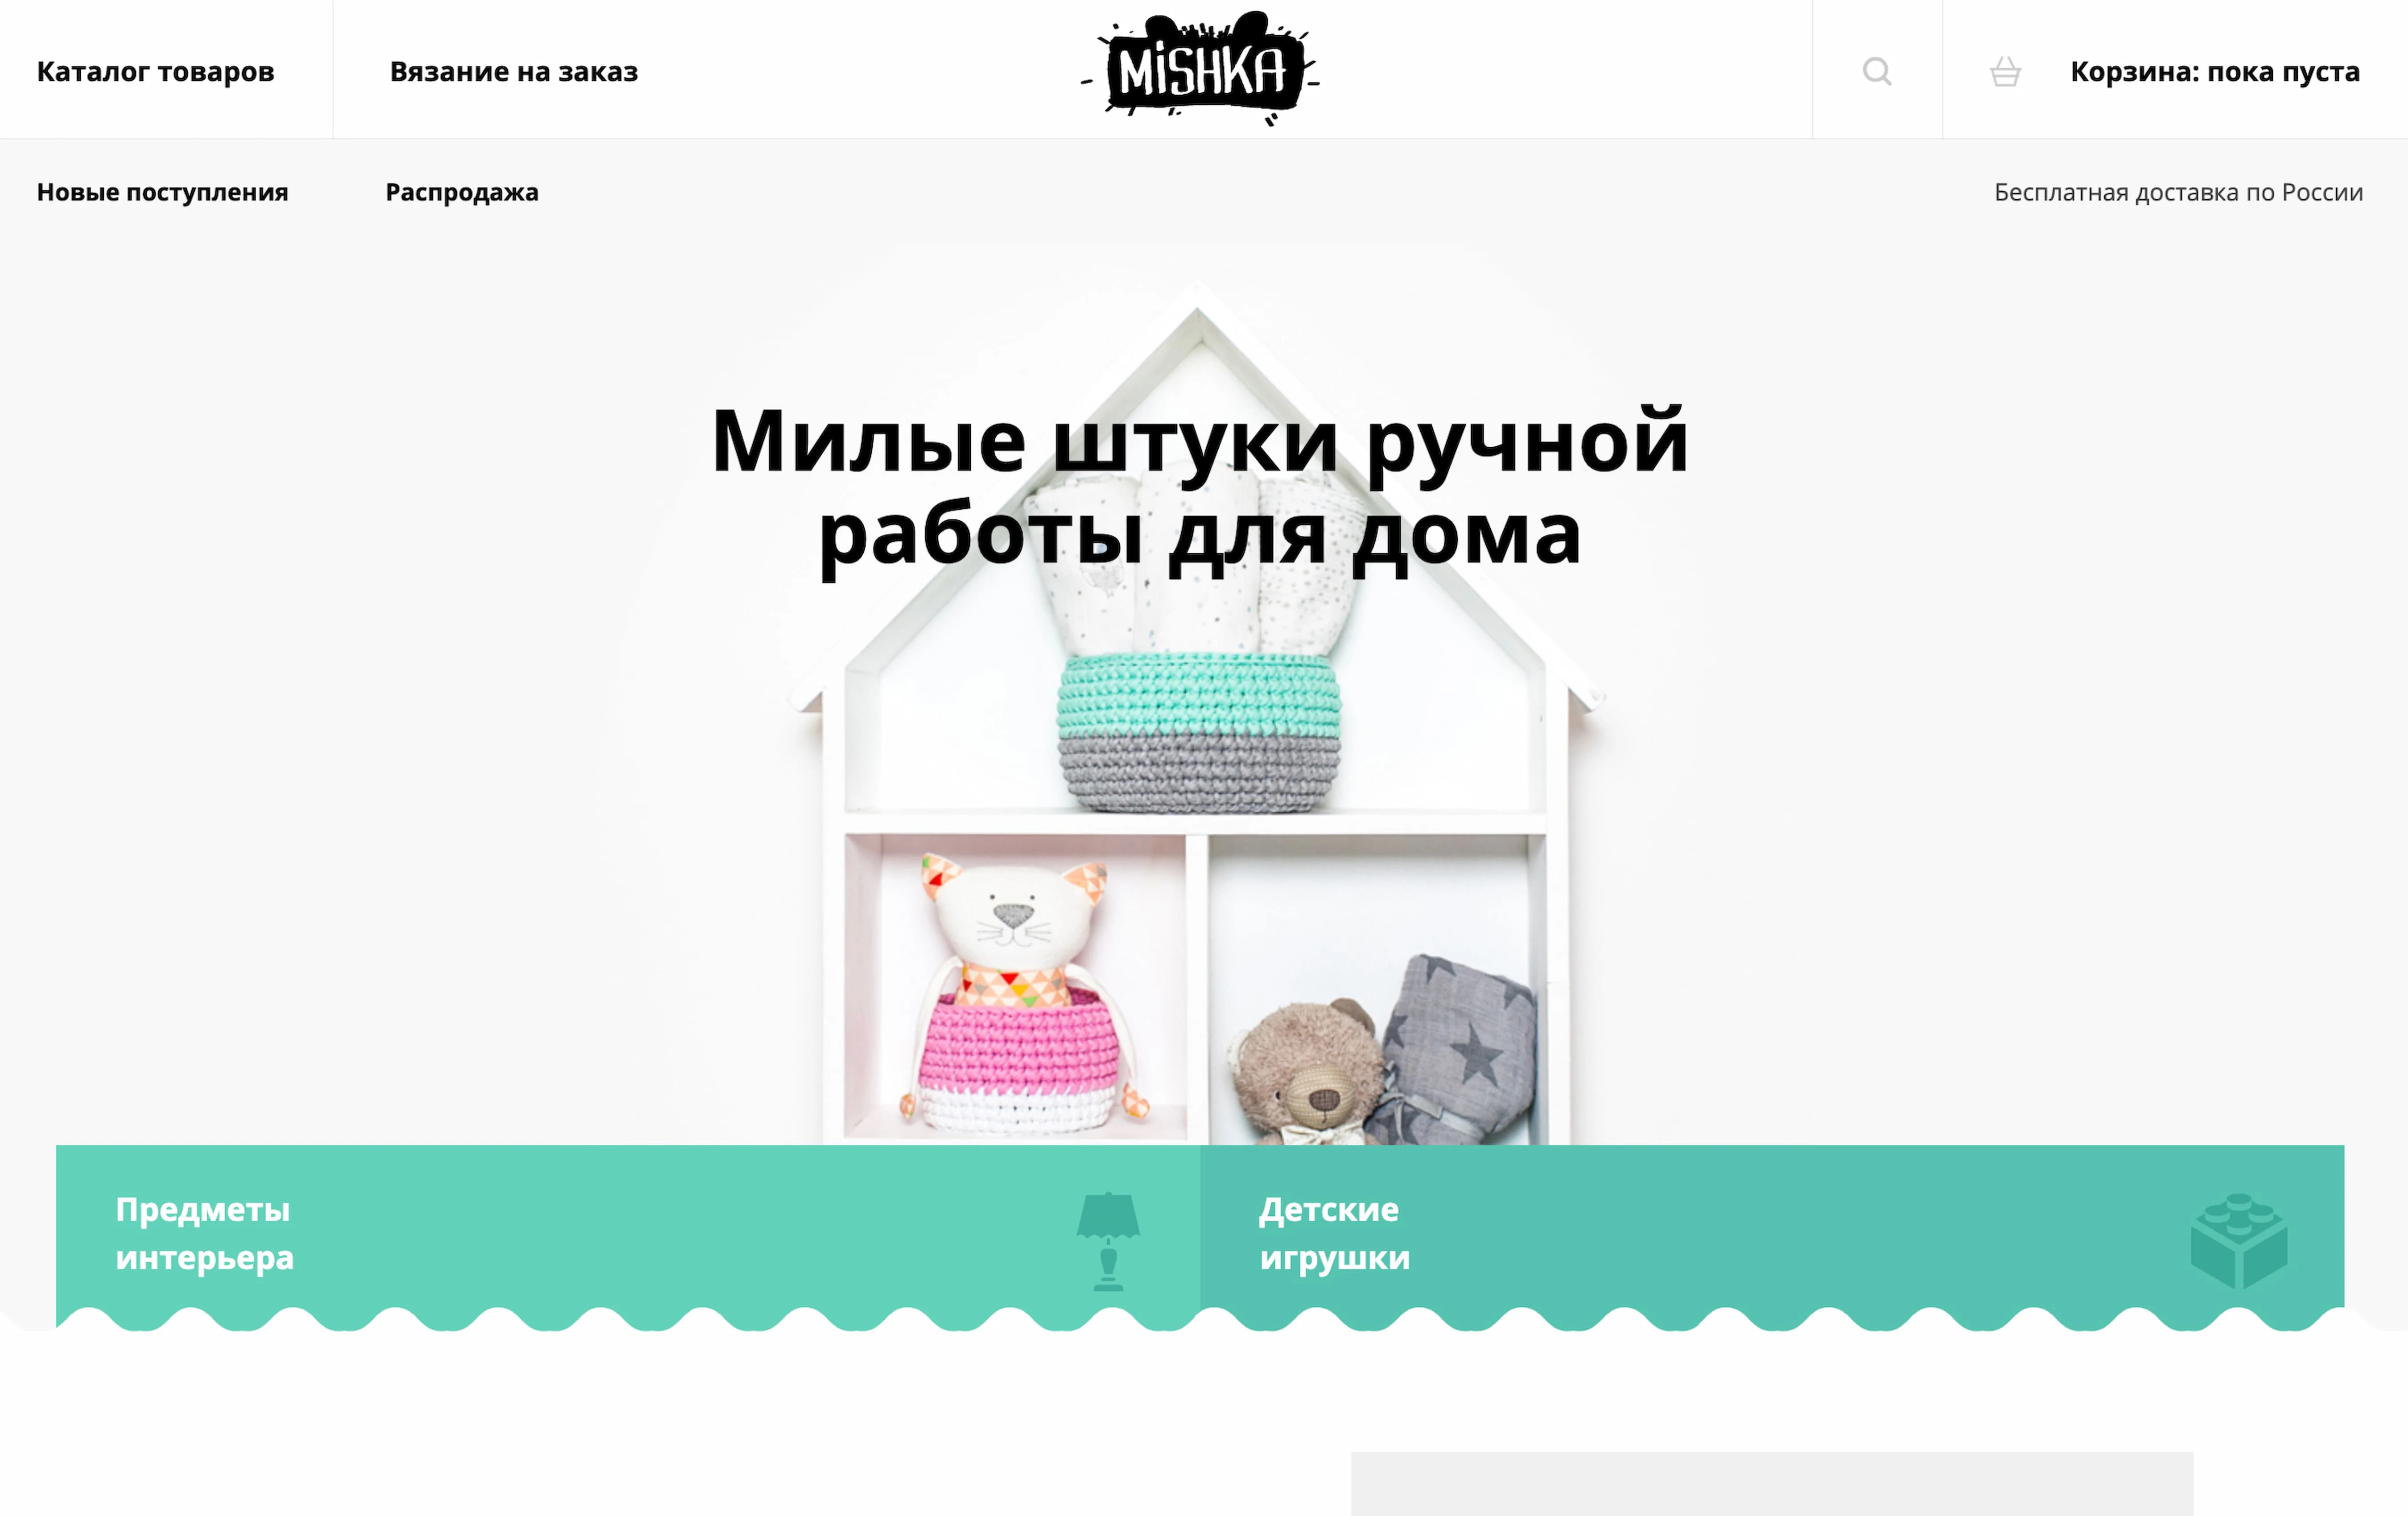 Каталог товаров
Вязание на заказ
MiSHKA
Корзина: пока пуста
Новые поступления
Распродажа
Бесплатная доставка по России
Милые штуки ручной
работы для дома
Предметы
интерьера
Детские
игрушки